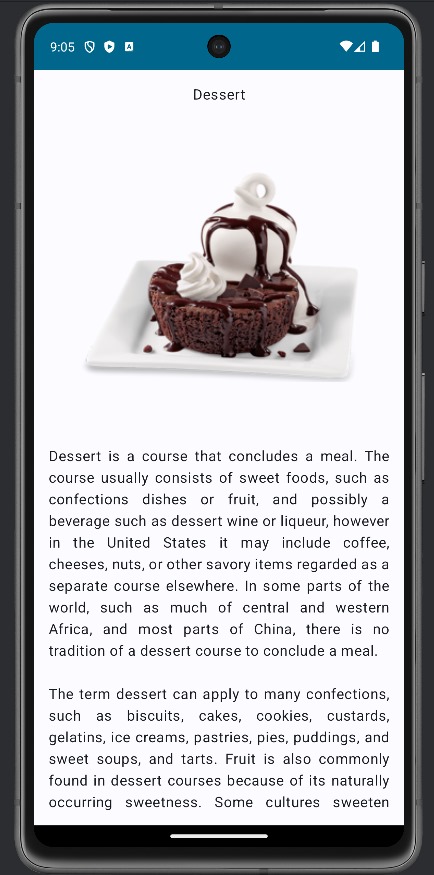 9:05
A
Dessert
Dessert is a course that concludes a meal. The
course usually consists of sweet foods, such as
confections dishes or fruit, and possibly a
beverage such as dessert wine or liqueur, however
in the United States it may include coffee,
cheeses, nuts, or other savory items regarded as a
separate course elsewhere. In some parts of the
world, such as much of central and western
Africa, and most parts of China, there is no
tradition of a dessert course to conclude a meal.
The term dessert can apply to many confections,
such as biscuits, cakes, cookies, custards,
gelatins, ice creams, pastries, pies, puddings, and
sweet soups, and tarts. Fruit is also commonly
found in dessert courses because of its naturally
occurring sweetness. Some cultures sweeten